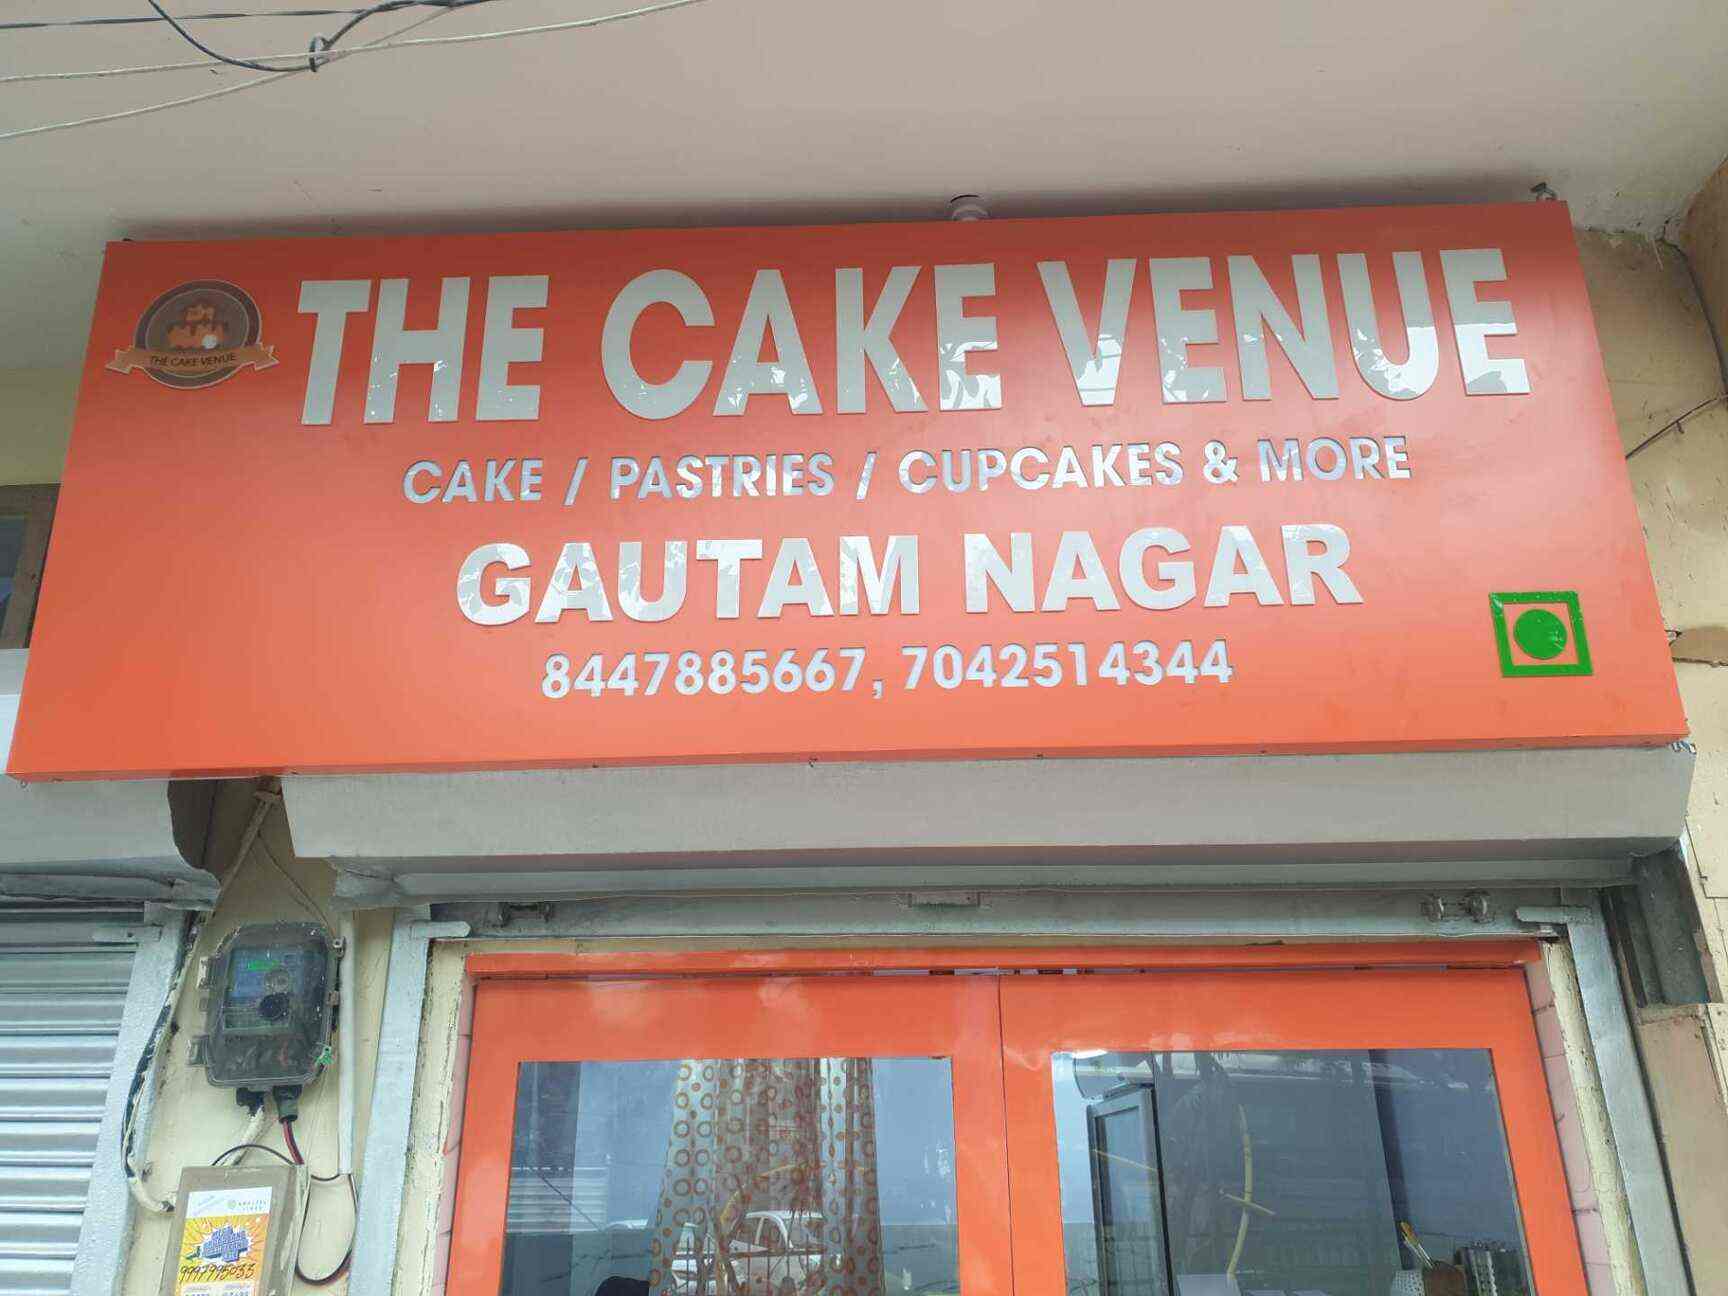 THE CAKE VENUE
THE CAKE VENUE
CAKE / PASTRIES / CUPCAKES & MORE
GAUTAM NAGAR
8447885667, 7042514344